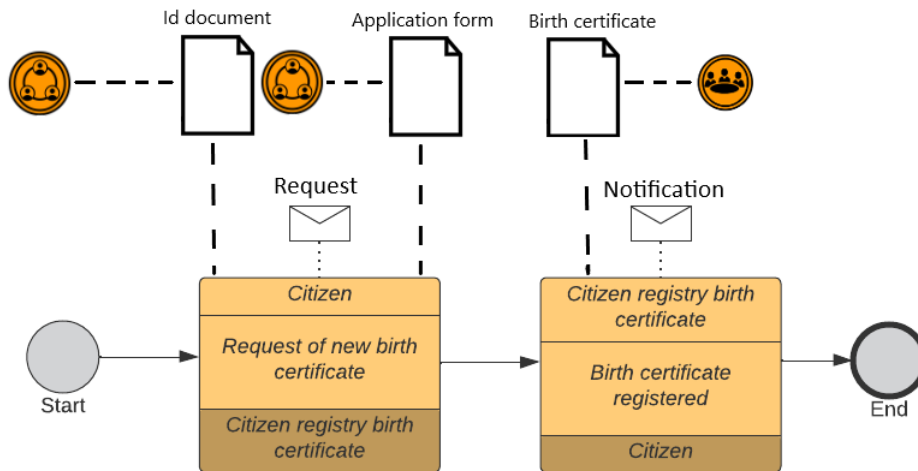 Id document
Application form
Birth certificate
Request
Notification
Citizen
Request of new birth
certificate
Citizen registry birth
certificate
Citizen registry birth
certificate
Birth certificate
registered
Citizen
Start
End